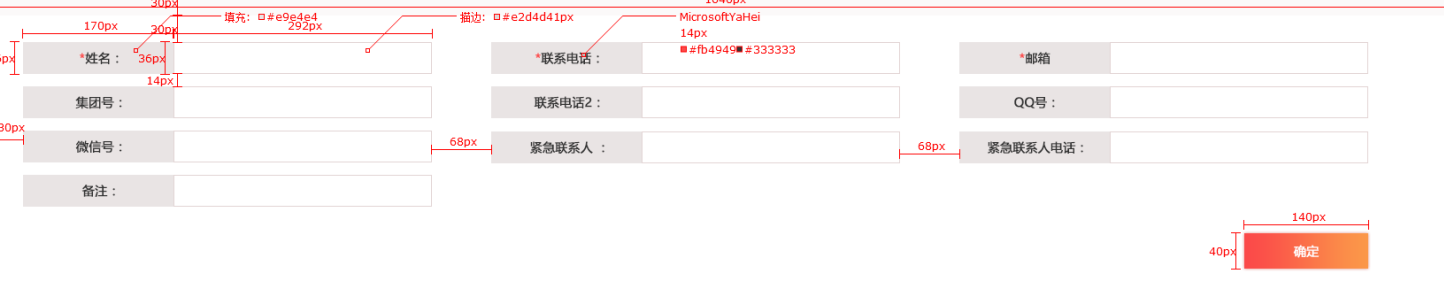 30px
1646px
填充: #e9e4e4
描边: #e2d4d41px
MicrosoftYaHei
170px
30px
292px
14px
#fb4949 #333333
*姓名：
36px
*联系电话：
*邮箱
14px
集团号：
联系电话2：
QQ号：
30px
微信号：
68px
紧急联系人 ：
68px
紧急联系人电话：
备注：
140px
40px
确定